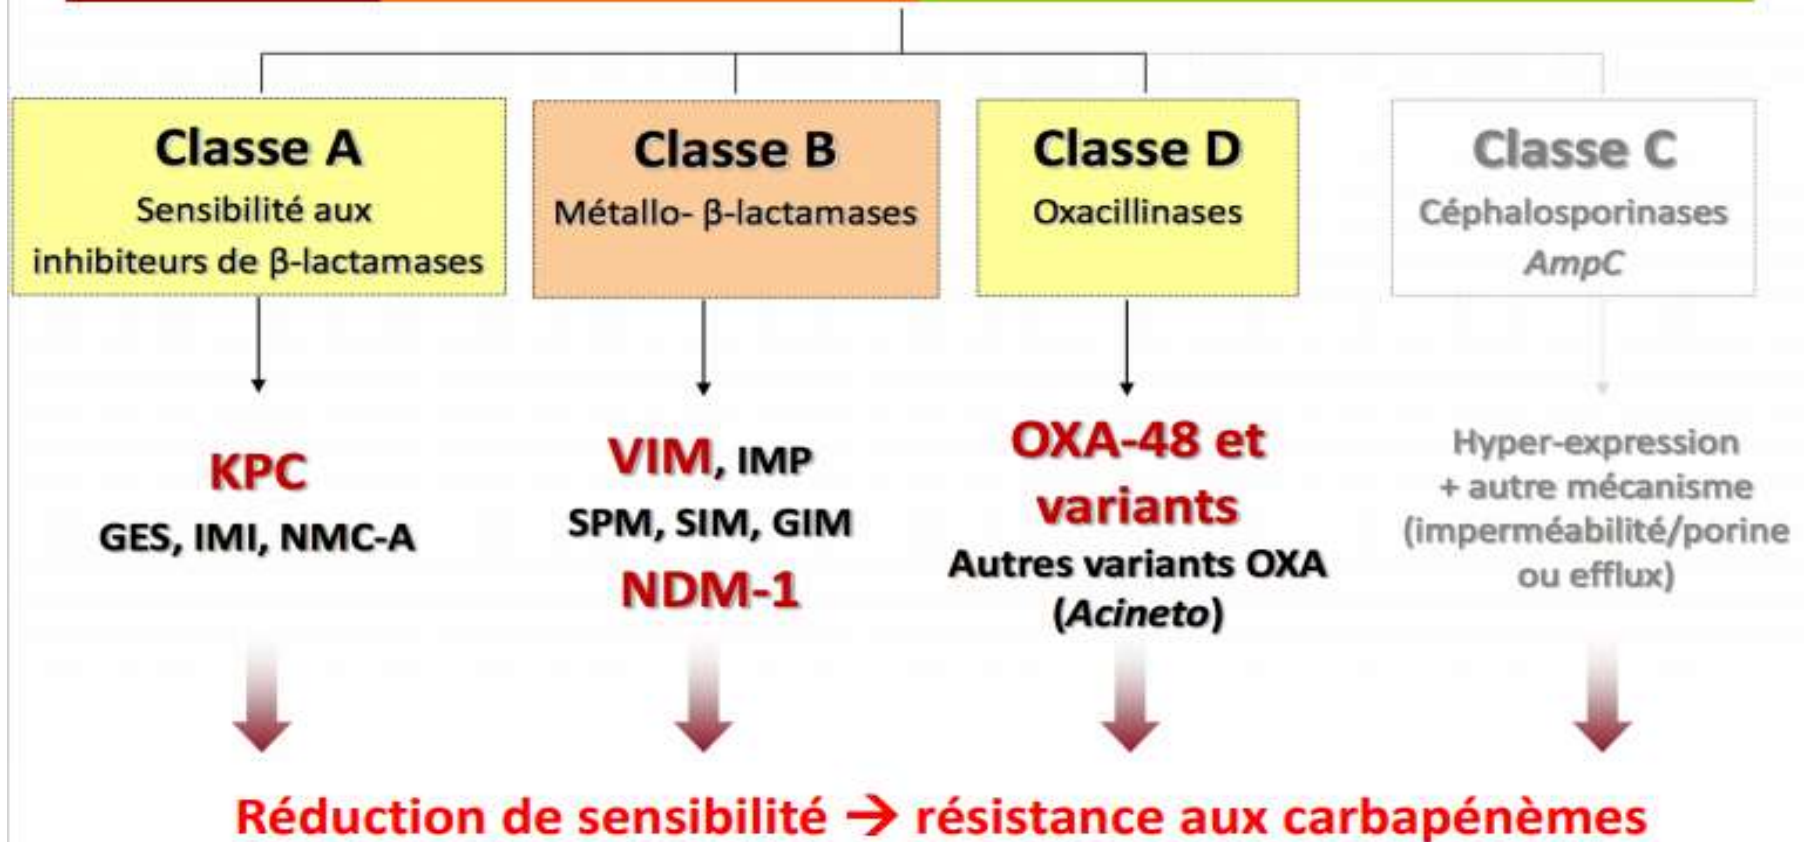 Classe A
Sensibilité aux
inhibiteurs de β-lactamases
Classe B
Métallo- β-lactamases
Classe D
Oxacillinases
Classe C
Céphalosporinases
AmpC
KPC
GES, IMI, NMC-A
VIM, IMP
SPM, SIM, GIM
NDM-1
OXA-48 et
variants
Autres variants OXA
(Acineto)
Hyper-expression
+ autre mécanisme
(imperméabilité/porine
ou efflux)
Réduction de sensibilité → résistance aux carbapénèmes